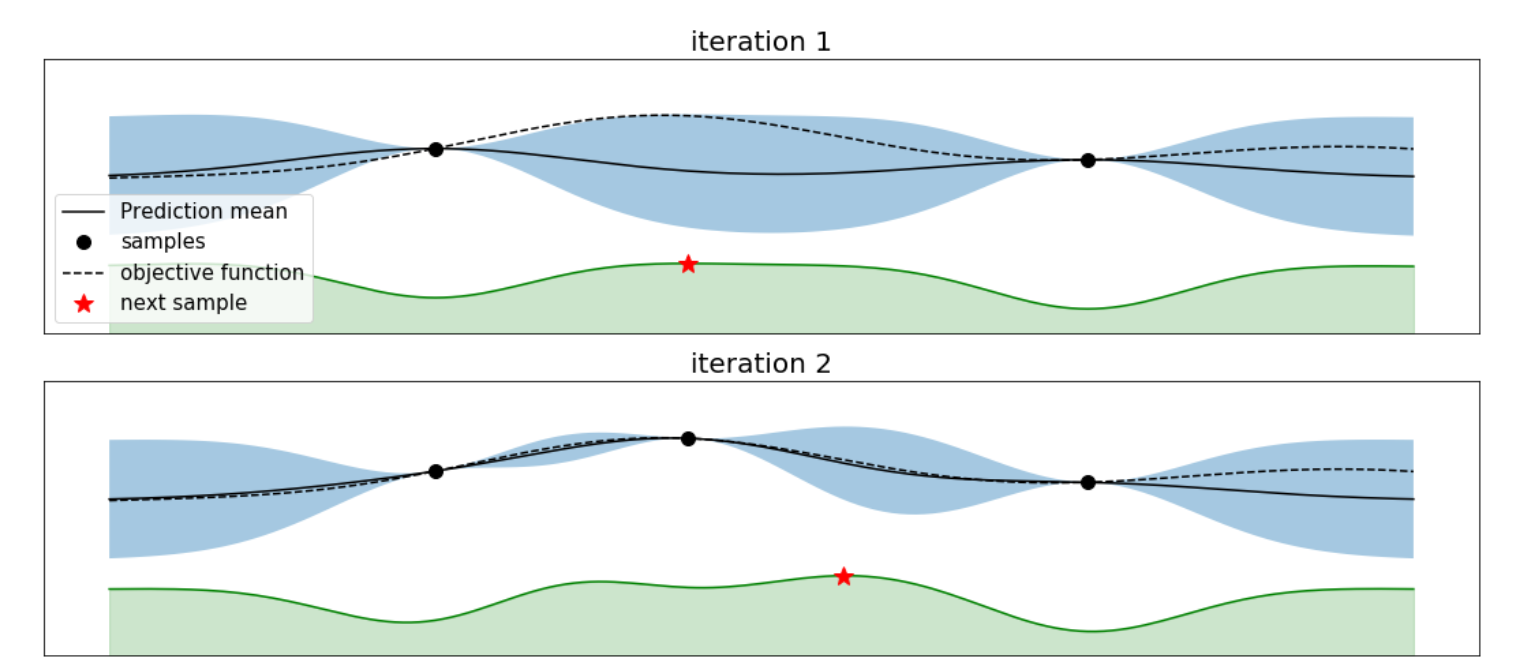 iteration 1
Prediction mean
samples
objective function
next sample
iteration 2